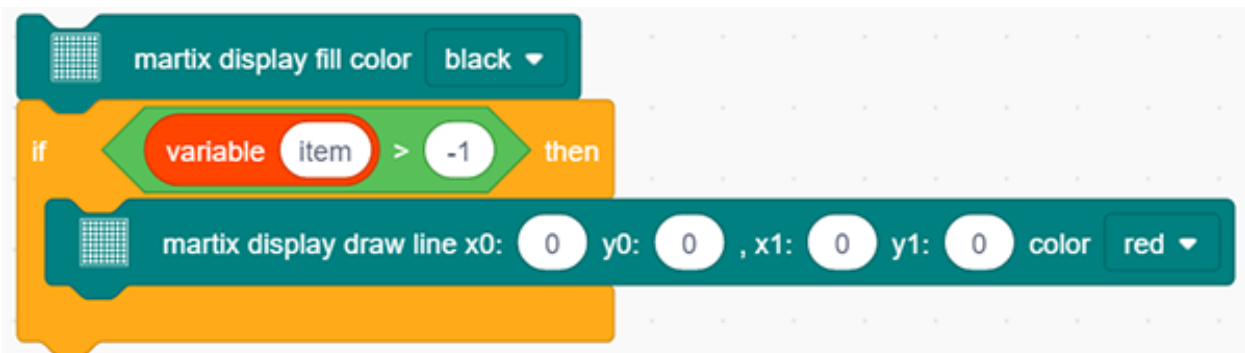 martix display fill color black
if variable item > -1 then
martix display draw line x0: 0 y0: 0 , x1: 0 y1: 0 color red